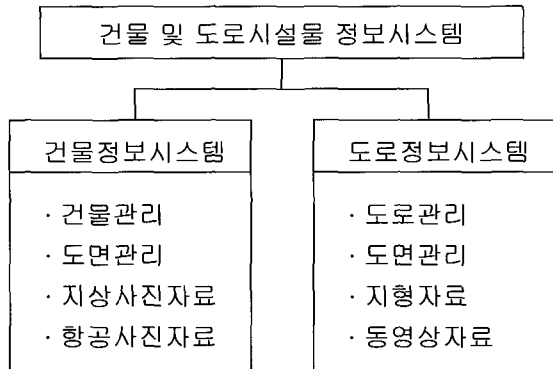 건물 및 도로시설물 정보시스템
건물정보시스템
· 건물관리
· 도면관리
· 지상사진자료
· 항공사진자료
도로정보시스템
· 도로관리
· 도면관리
· 지형자료
· 동영상자료